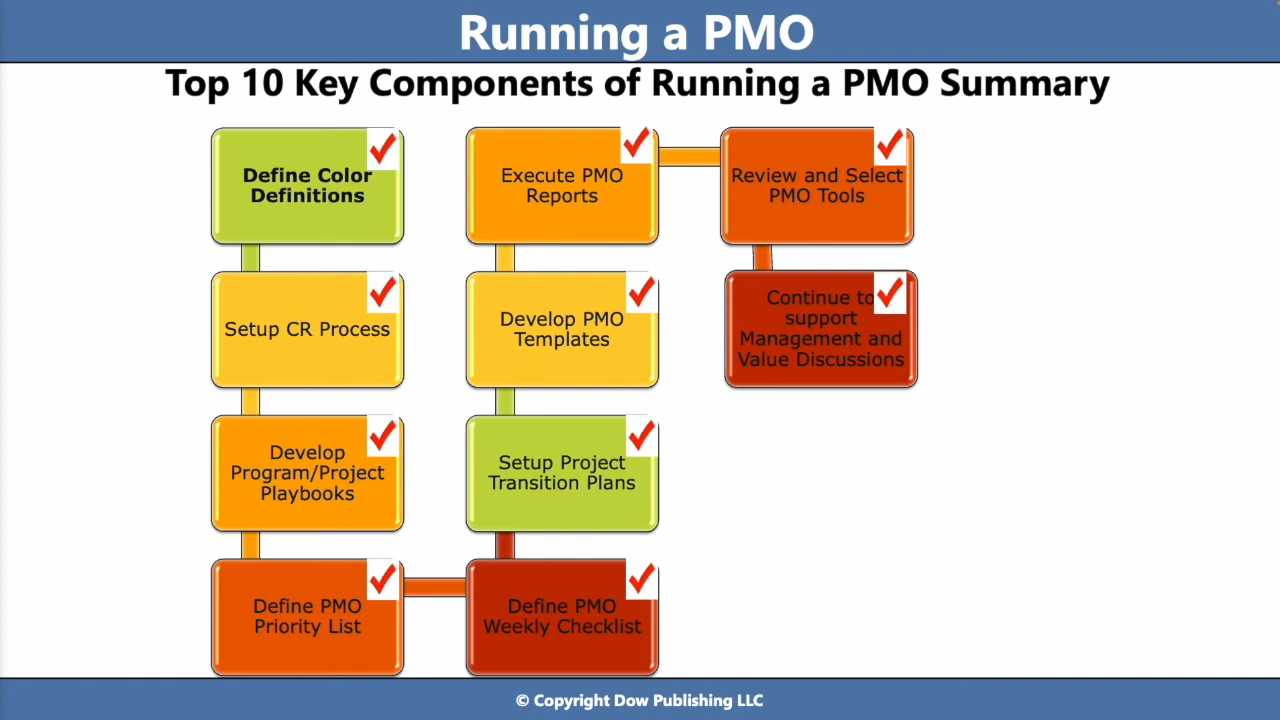 Running a PMO
Top 10 Key Components of Running a PMO Summary
Define Color
Definitions
Setup CR Process
Develop
Program/Project
Playbooks
Define PMO
Priority List
Define PMO
Weekly Checklist
Setup Project
Transition Plans
Develop PMO
Templates
Execute PMO
Reports
Review and Select
PMO Tools
Continue to
support
Management and
Value Discussions
© Copyright Dow Publishing LLC